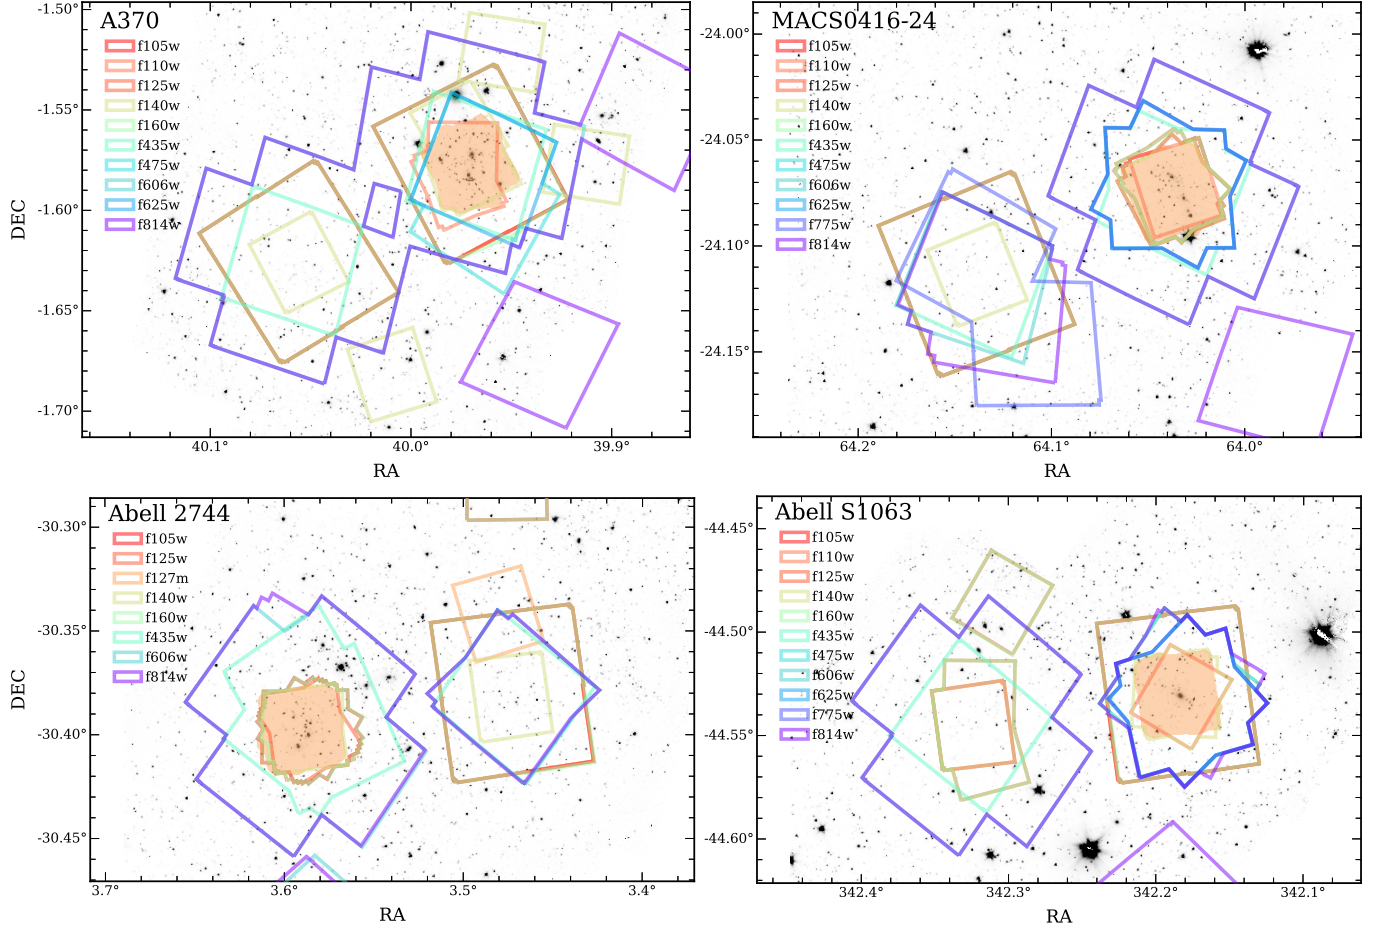 A370
f105w
f110w
f125w
f140w
f160w
f435w
f475w
f606w
f625w
f814w
-1.50°
-1.55°
-1.60°
-1.65°
-1.70°
DEC
40.1°
40.0°
39.9°
RA
MACS0416-24
f105w
f110w
f125w
f140w
f160w
f435w
f475w
f606w
f625w
f775w
f814w
-24.00°
-24.05°
-24.10°
-24.15°
64.2°
64.1°
64.0°
RA
Abell 2744
f105w
f125w
f127m
f140w
f160w
f435w
f606w
f814w
-30.30°
-30.35°
-30.40°
-30.45°
DEC
3.7°
3.6°
3.5°
3.4°
RA
Abell S1063
f105w
f110w
f125w
f140w
f160w
f435w
f475w
f606w
f625w
f775w
f814w
-44.45°
-44.50°
-44.55°
-44.60°
342.4°
342.3°
342.2°
342.1°
RA